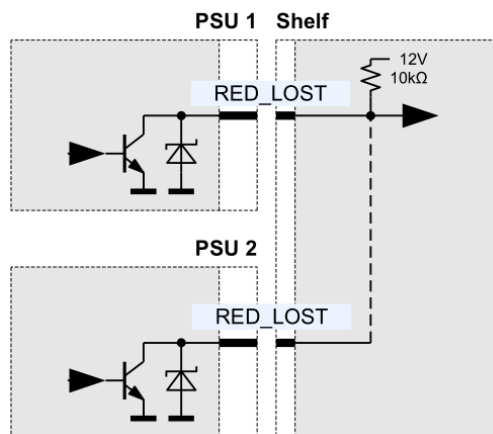 PSU 1 Shelf
12V
10kΩ
RED_LOST
PSU 2
RED_LOST